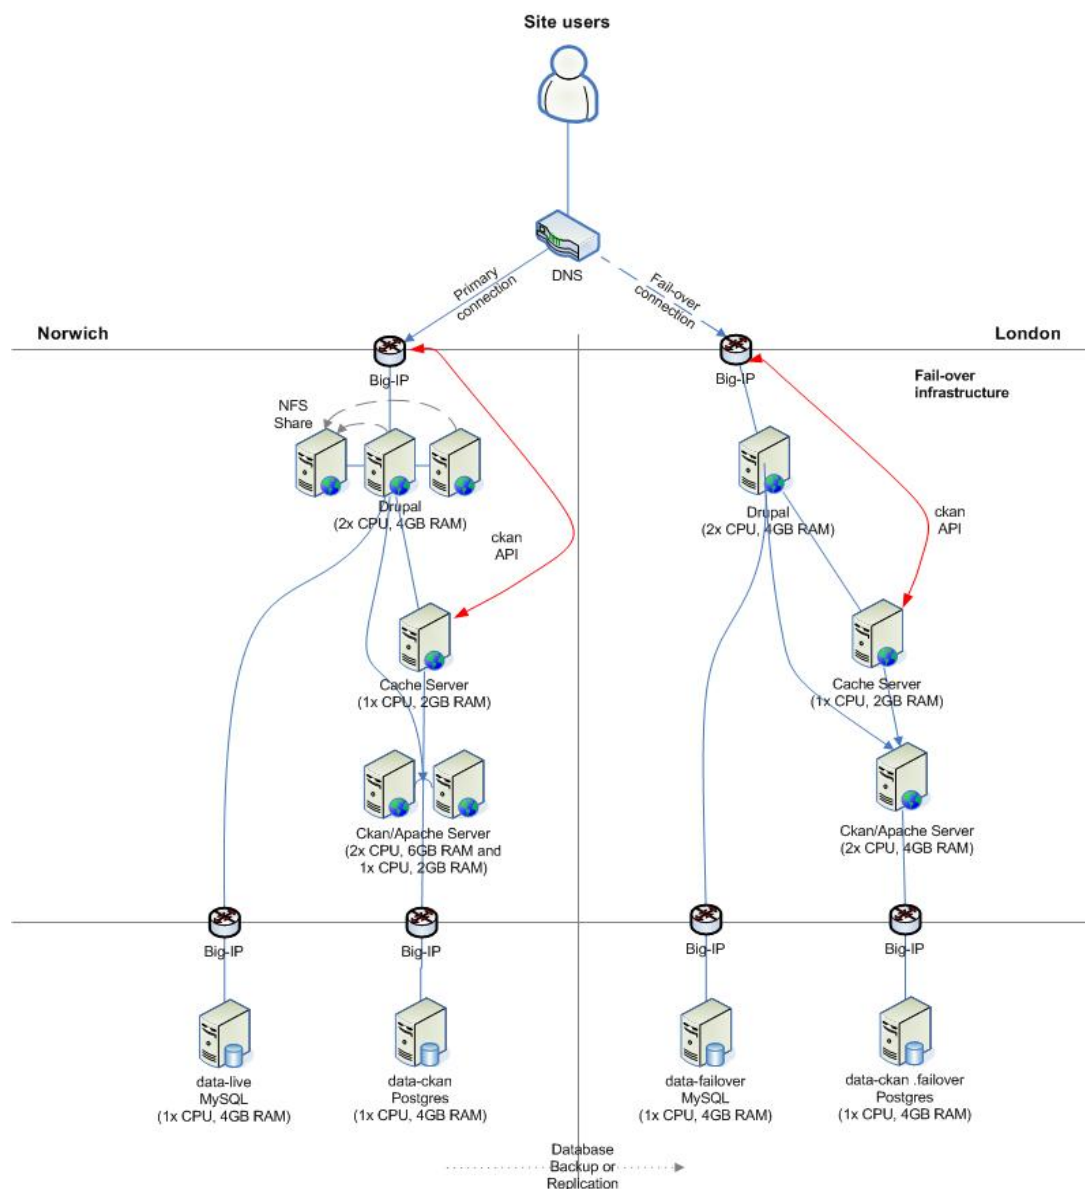 Site users
DNS
Primary
connection
Fail-over
connection
Norwich
London
Big-IP
Big-IP
Fail-over
infrastructure
NFS
Share
Drupal
(2x CPU, 4GB RAM)
ckan
API
Drupal
(2x CPU, 4GB RAM)
ckan
API
Cache Server
(1x CPU, 2GB RAM)
Cache Server
(1x CPU, 2GB RAM)
Ckan/Apache Server
(2x CPU, 6GB RAM and
1x CPU, 2GB RAM)
Ckan/Apache Server
(2x CPU, 4GB RAM)
Big-IP
Big-IP
Big-IP
Big-IP
data-live
MySQL
(1x CPU, 4GB RAM)
data-ckan
Postgres
(1x CPU, 4GB RAM)
data-failover
MySQL
(1x CPU, 4GB RAM)
data-ckan .failover
Postgres
(1x CPU, 4GB RAM)
Database
Backup or
Replication